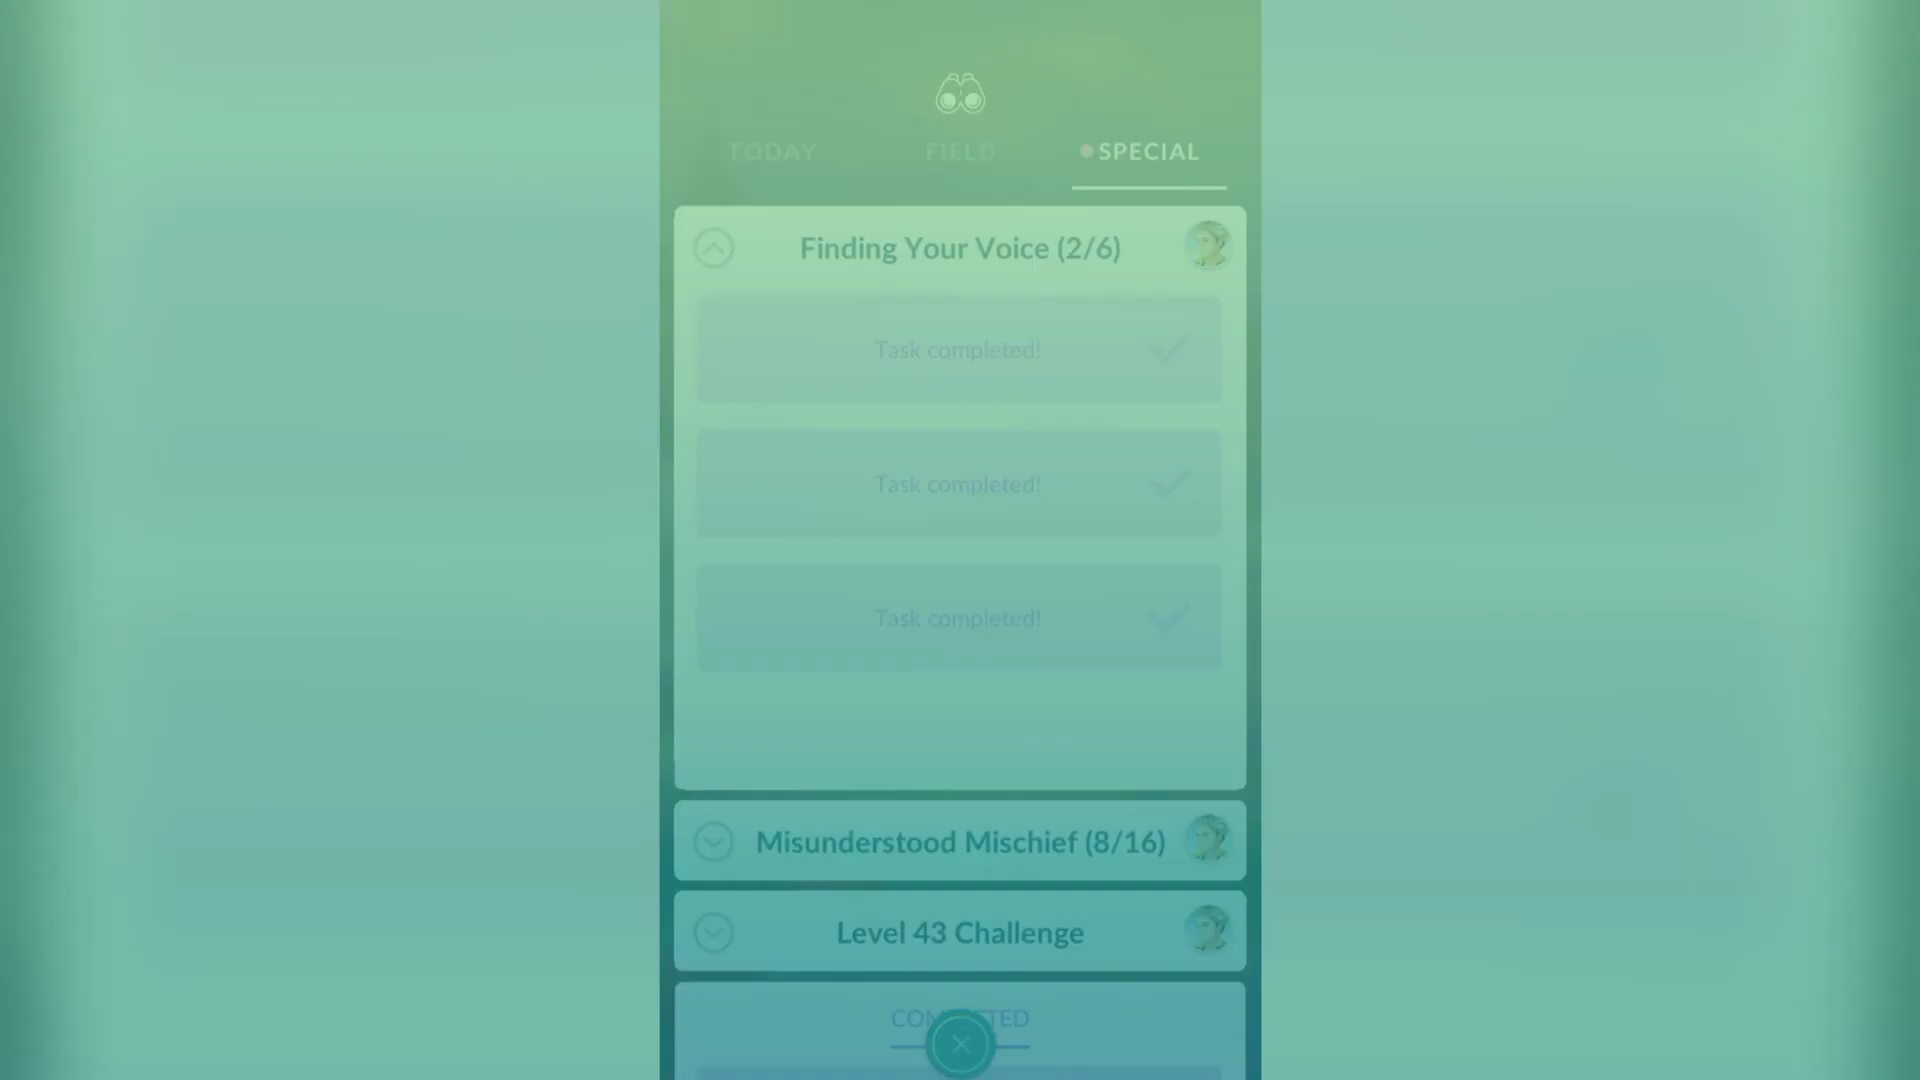 TODAY FIELD SPECIAL
Finding Your Voice (2/6)
Task completed!
Task completed!
Task completed!
Misunderstood Mischief (8/16)
Level 43 Challenge